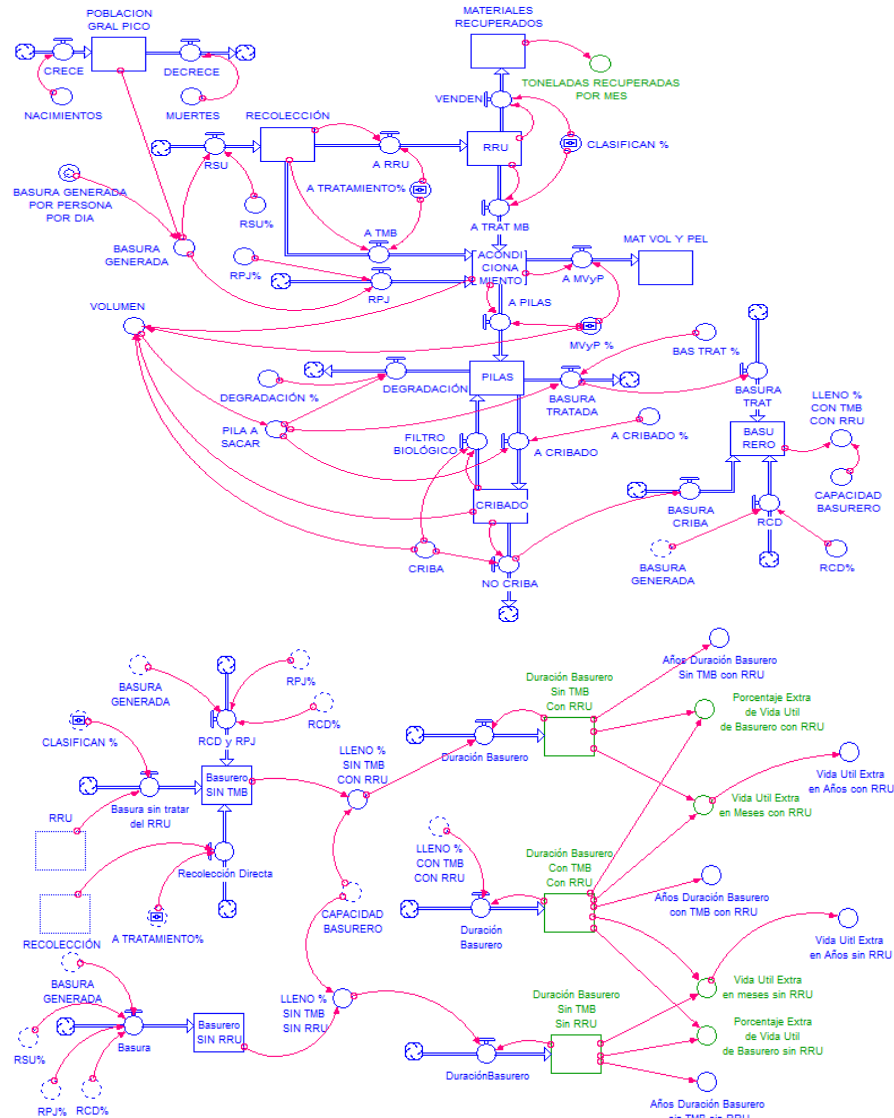 POBLACION
GRAL PICO
CRECE
DECRECE
NACIMIENTOS
MUERTES
MATERIALES
RECUPERADOS
TONELADAS RECUPERADAS
POR MES
VENDEN
RECOLECCIÓN
RSU
A RRU
RRU
CLASIFICAN %
BASURA GENERADA
POR PERSONA
POR DIA
A TRATAMIENTO%
RSU%
A TRAT MB
BASURA
GENERADA
A TMB
RPJ%
RPJ
ACONDI
CIONA
MIENTO
A MVyP
MAT VOL Y PEL
VOLUMEN
A PILAS
MVyP %
BAS TRAT %
DEGRADACIÓN %
DEGRADACIÓN
PILAS
BASURA
TRATADA
BASURA
TRAT
LLENO %
CON TMB
CON RRU
PILA A
SACAR
FILTRO
BIOLÓGICO
A CRIBADO
A CRIBADO %
BASU
RERO
CAPACIDAD
BASURERO
CRIBADO
BASURA
CRIBA
RCD
CRIBA
NO CRIBA
BASURA
GENERADA
RCD%
BASURA
GENERADA
RPJ%
RCD%
CLASIFICAN %
RCD y RPJ
LLENO %
SIN TMB
CON RRU
Basurero
SIN TMB
Basura sin tratar
del RRU
RRU
Recolección Directa
RECOLECCIÓN
A TRATAMIENTO%
CAPACIDAD
BASURERO
BASURA
GENERADA
LLENO %
SIN TMB
SIN RRU
RSU%
Basura
Basurero
SIN RRU
RPJ%
RCD%
Duración Basurero
Sin TMB
Con RRU
Duración Basurero
Años Duración Basurero
Sin TMB con RRU
Porcentaje Extra
de Vida Util
de Basurero con RRU
Vida Util Extra
en Años con RRU
Vida Util Extra
en Meses con RRU
LLENO %
CON TMB
CON RRU
Duración Basurero
Con TMB
Con RRU
Duración
Basurero
Años Duración Basurero
con TMB con RRU
Vida Uitl Extra
en Años sin RRU
Vida Util Extra
en meses sin RRU
Duración Basurero
Sin TMB
Sin RRU
DuraciónBasurero
Porcentaje Extra
de Vida Util
de Basurero sin RRU
Años Duración Basurero
sin TMB sin RRU